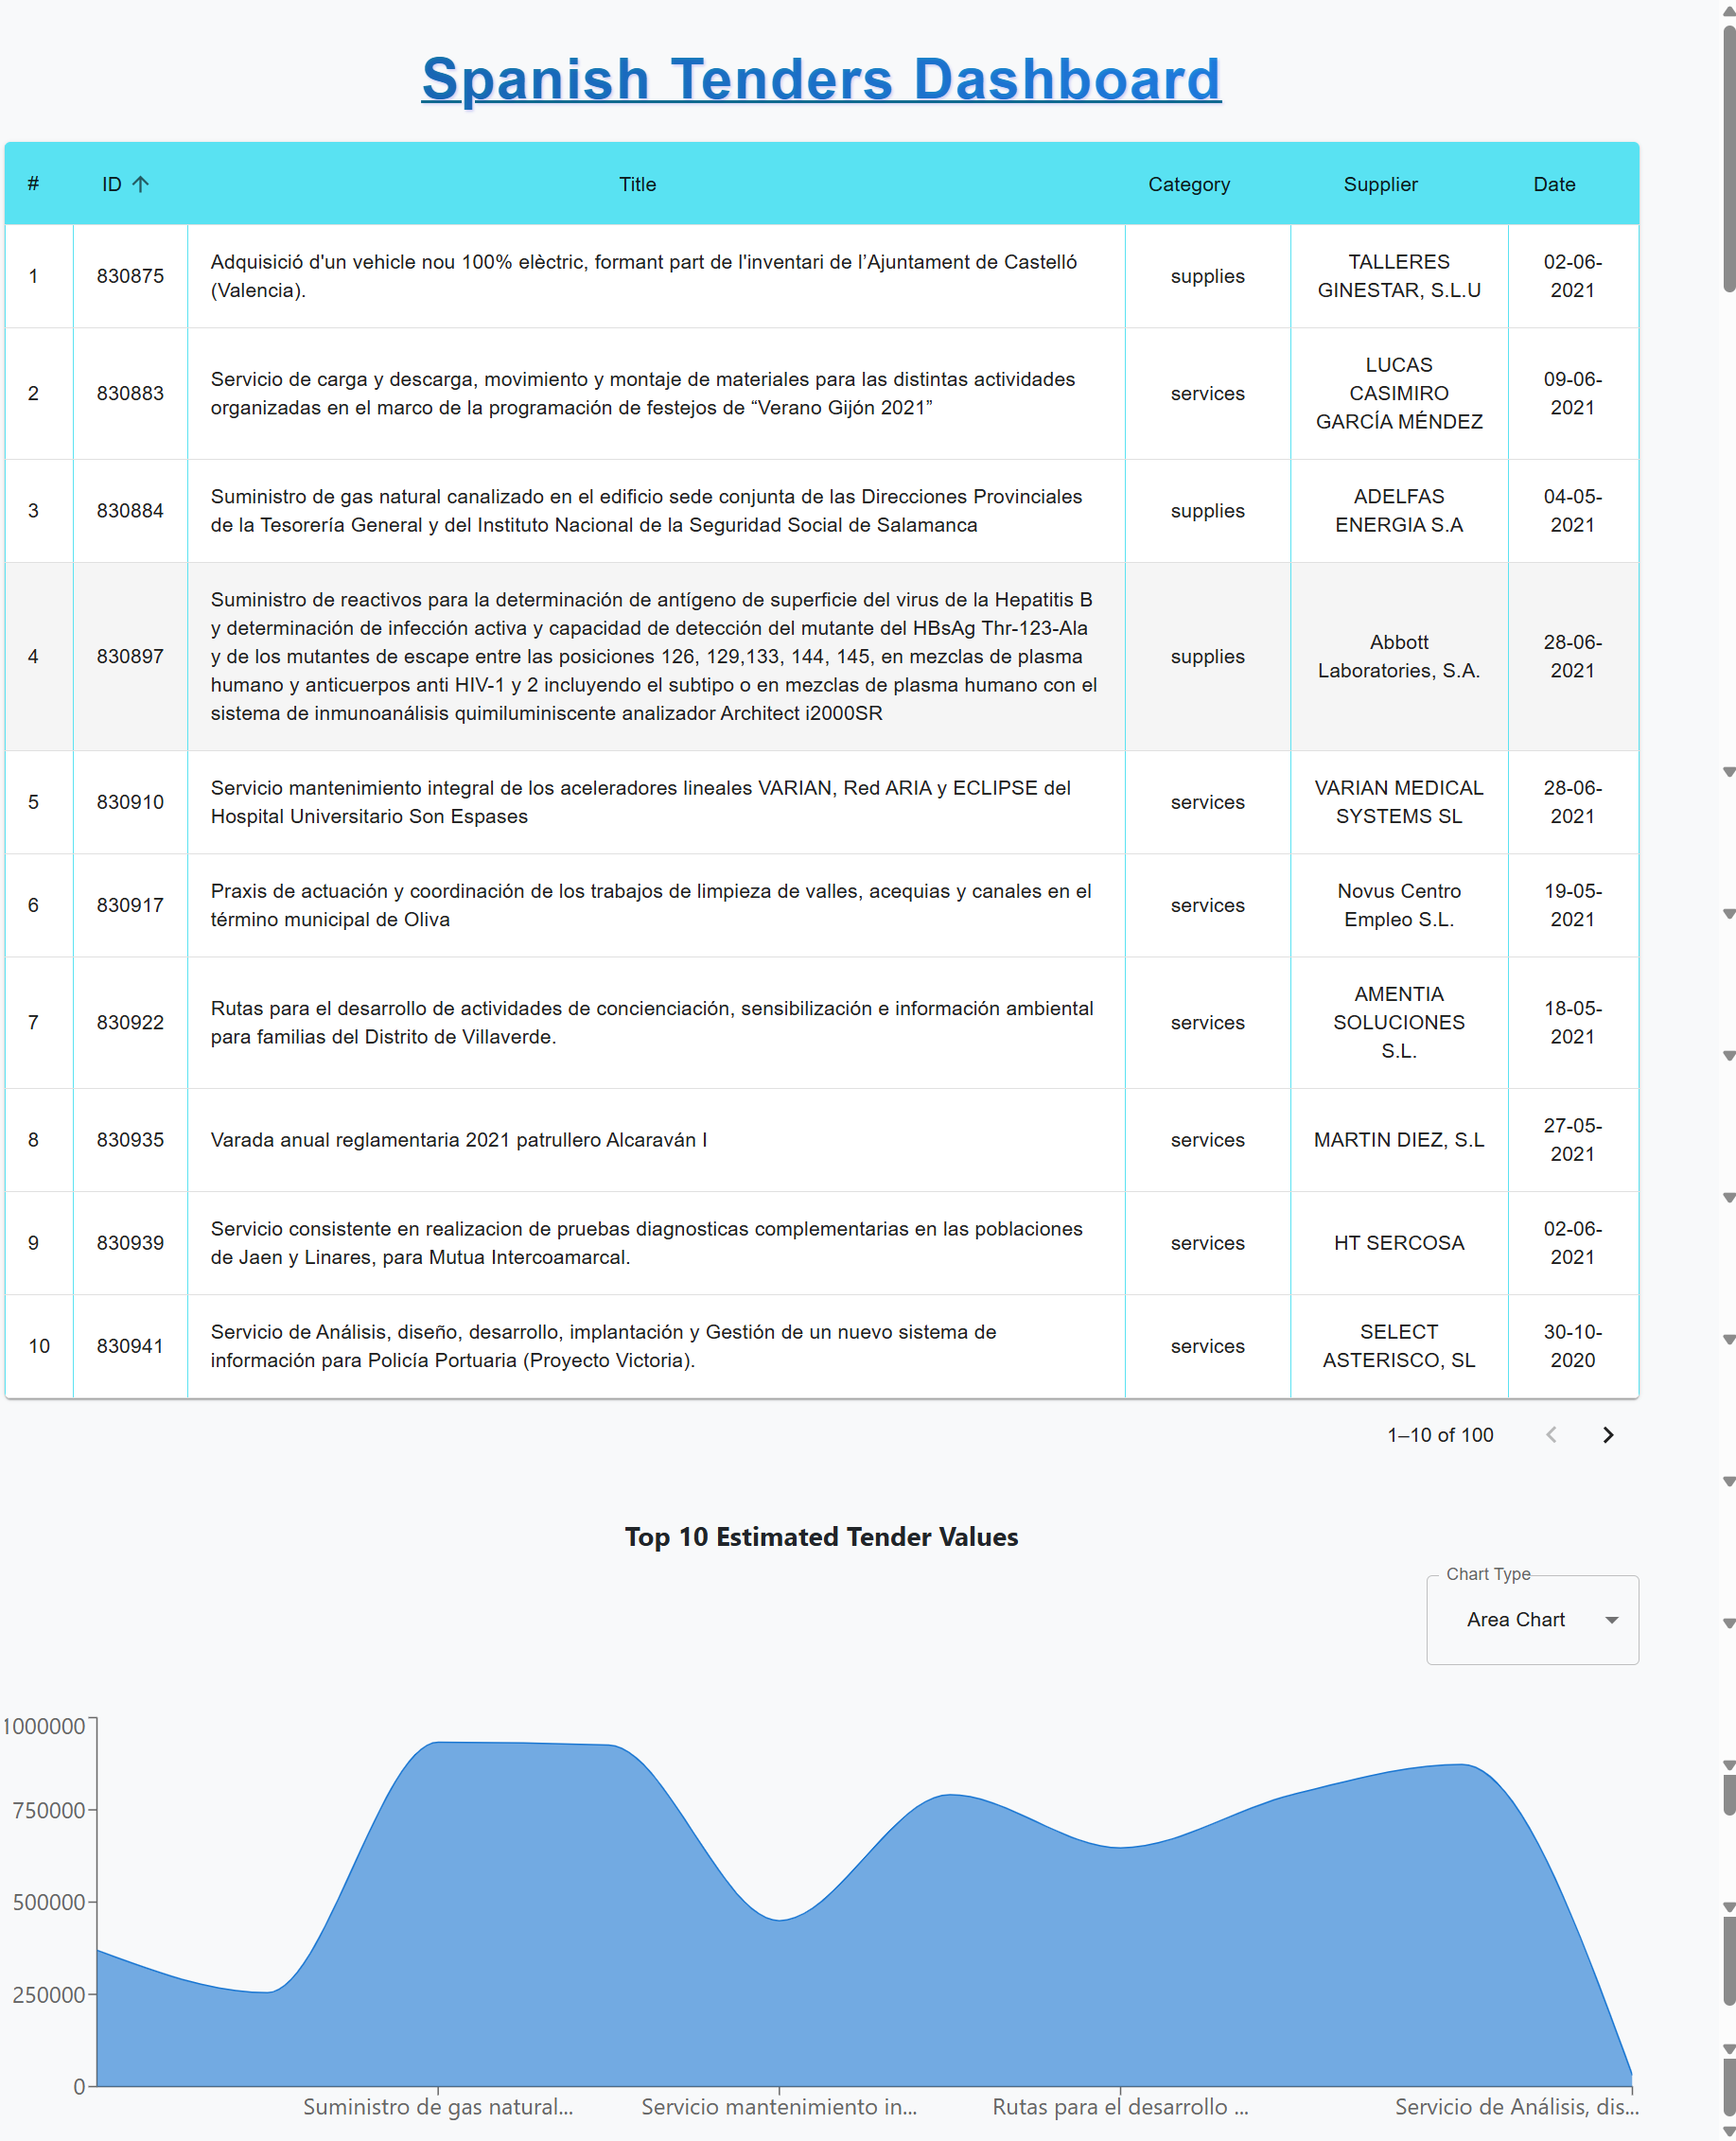 Spanish Tenders Dashboard
# ID Title Category Supplier Date
1 830875 Adquisició d'un vehicle nou 100% elèctric, formant part de l'inventari de l’Ajuntament de Castelló
(Valencia). supplies TALLERES
GINESTAR, S.L.U 02-06-
2021
2 830883 Servicio de carga y descarga, movimiento y montaje de materiales para las distintas actividades
organizadas en el marco de la programación de festejos de “Verano Gijón 2021” services LUCAS
CASIMIRO
GARCÍA MÉNDEZ 09-06-
2021
3 830884 Suministro de gas natural canalizado en el edificio sede conjunta de las Direcciones Provinciales
de la Tesorería General y del Instituto Nacional de la Seguridad Social de Salamanca supplies ADELFAS
ENERGIA S.A 04-05-
2021
4 830897 Suministro de reactivos para la determinación de antígeno de superficie del virus de la Hepatitis B
y determinación de infección activa y capacidad de detección del mutante del HBsAg Thr-123-Ala
y de los mutantes de escape entre las posiciones 126, 129,133, 144, 145, en mezclas de plasma
humano y anticuerpos anti HIV-1 y 2 incluyendo el subtipo o en mezclas de plasma humano con el
sistema de inmunoanálisis quimiluminiscente analizador Architect i2000SR supplies Abbott
Laboratories, S.A. 28-06-
2021
5 830910 Servicio mantenimiento integral de los aceleradores lineales VARIAN, Red ARIA y ECLIPSE del
Hospital Universitario Son Espases services VARIAN MEDICAL
SYSTEMS SL 28-06-
2021
6 830917 Praxis de actuación y coordinación de los trabajos de limpieza de valles, acequias y canales en el
término municipal de Oliva services Novus Centro
Empleo S.L. 19-05-
2021
7 830922 Rutas para el desarrollo de actividades de concienciación, sensibilización e información ambiental
para familias del Distrito de Villaverde. services AMENTIA
SOLUCIONES
S.L. 18-05-
2021
8 830935 Varada anual reglamentaria 2021 patrullero Alcaraván I services MARTIN DIEZ, S.L 27-05-
2021
9 830939 Servicio consistente en realizacion de pruebas diagnosticas complementarias en las poblaciones
de Jaen y Linares, para Mutua Intercoamarcal. services HT SERCOSA 02-06-
2021
10 830941 Servicio de Análisis, diseño, desarrollo, implantación y Gestión de un nuevo sistema de
información para Policía Portuaria (Proyecto Victoria). services SELECT
ASTERISCO, SL 30-10-
2020
1–10 of 100
Top 10 Estimated Tender Values
Chart Type
Area Chart
1000000
750000
500000
250000
0
Suministro de gas natural... Servicio mantenimiento in... Rutas para el desarrollo ... Servicio de Análisis, dis...